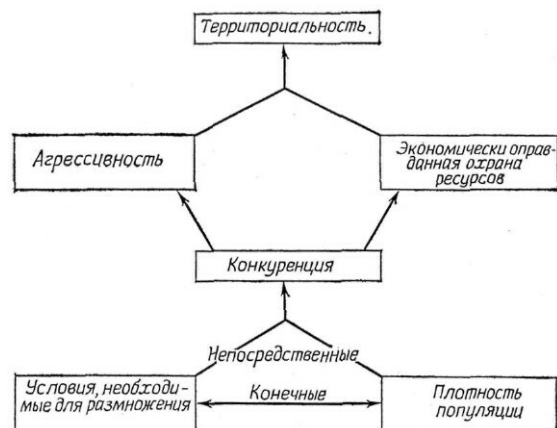 Территориальность.
Агрессивность
Экономически оправ-
данная охрана
ресурсов
Конкуренция
Непосредственные
Условия, необходи-
мые для размножения
Конечные
Плотность
популяции